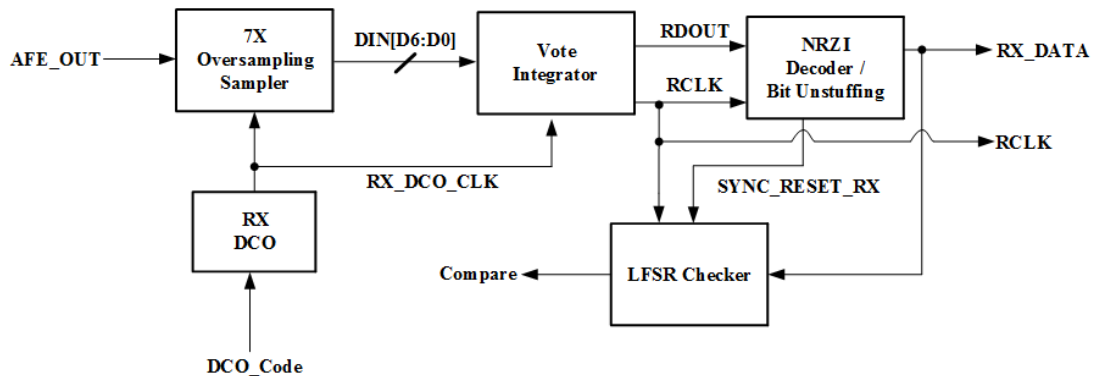 AFE_OUT
7X
Oversampling
Sampler
DIN[D6:D0]
Vote
Integrator
RDOUT
RCLK
NRZI
Decoder /
Bit Unstuffing
RX_DATA
RCLK
RX_DCO_CLK
SYNC_RESET_RX
RX
DCO
Compare
LFSR Checker
DCO_Code